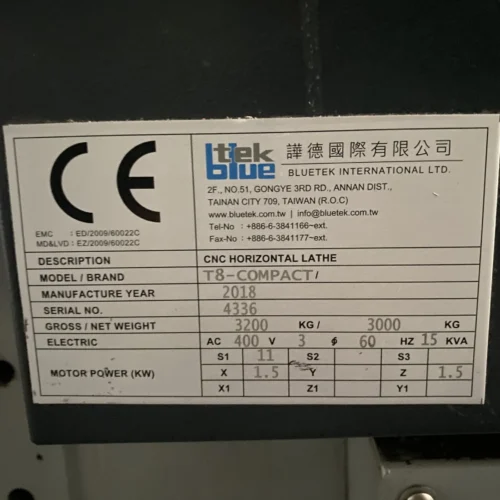 CE
tek blue
譁德國際有限公司
BLUETEK INTERNATIONAL LTD.
2F., NO.51, GONGYE 3RD RD., ANNAN DIST.,
TAINAN CITY 709, TAIWAN (R.O.C)
www.bluetek.com.tw | info@bluetek.com.tw
Tel-No : +886-6-3841166~ext.
Fax-No : +886-6-3841177~ext.
EMC : ED/2009/60022C
MD&LVD : EZ/2009/60022C
DESCRIPTION CNC HORIZONTAL LATHE
MODEL / BRAND T8-COMPACT/
MANUFACTURE YEAR 2018
SERIAL NO. 4336
GROSS / NET WEIGHT 3200 KG / 3000 KG
ELECTRIC AC 400 V 3 ϕ 60 HZ 15 KVA
MOTOR POWER (KW) S1 11 S2 S3
X 1.5 Y Z 1.5
X1 Z1 Y1